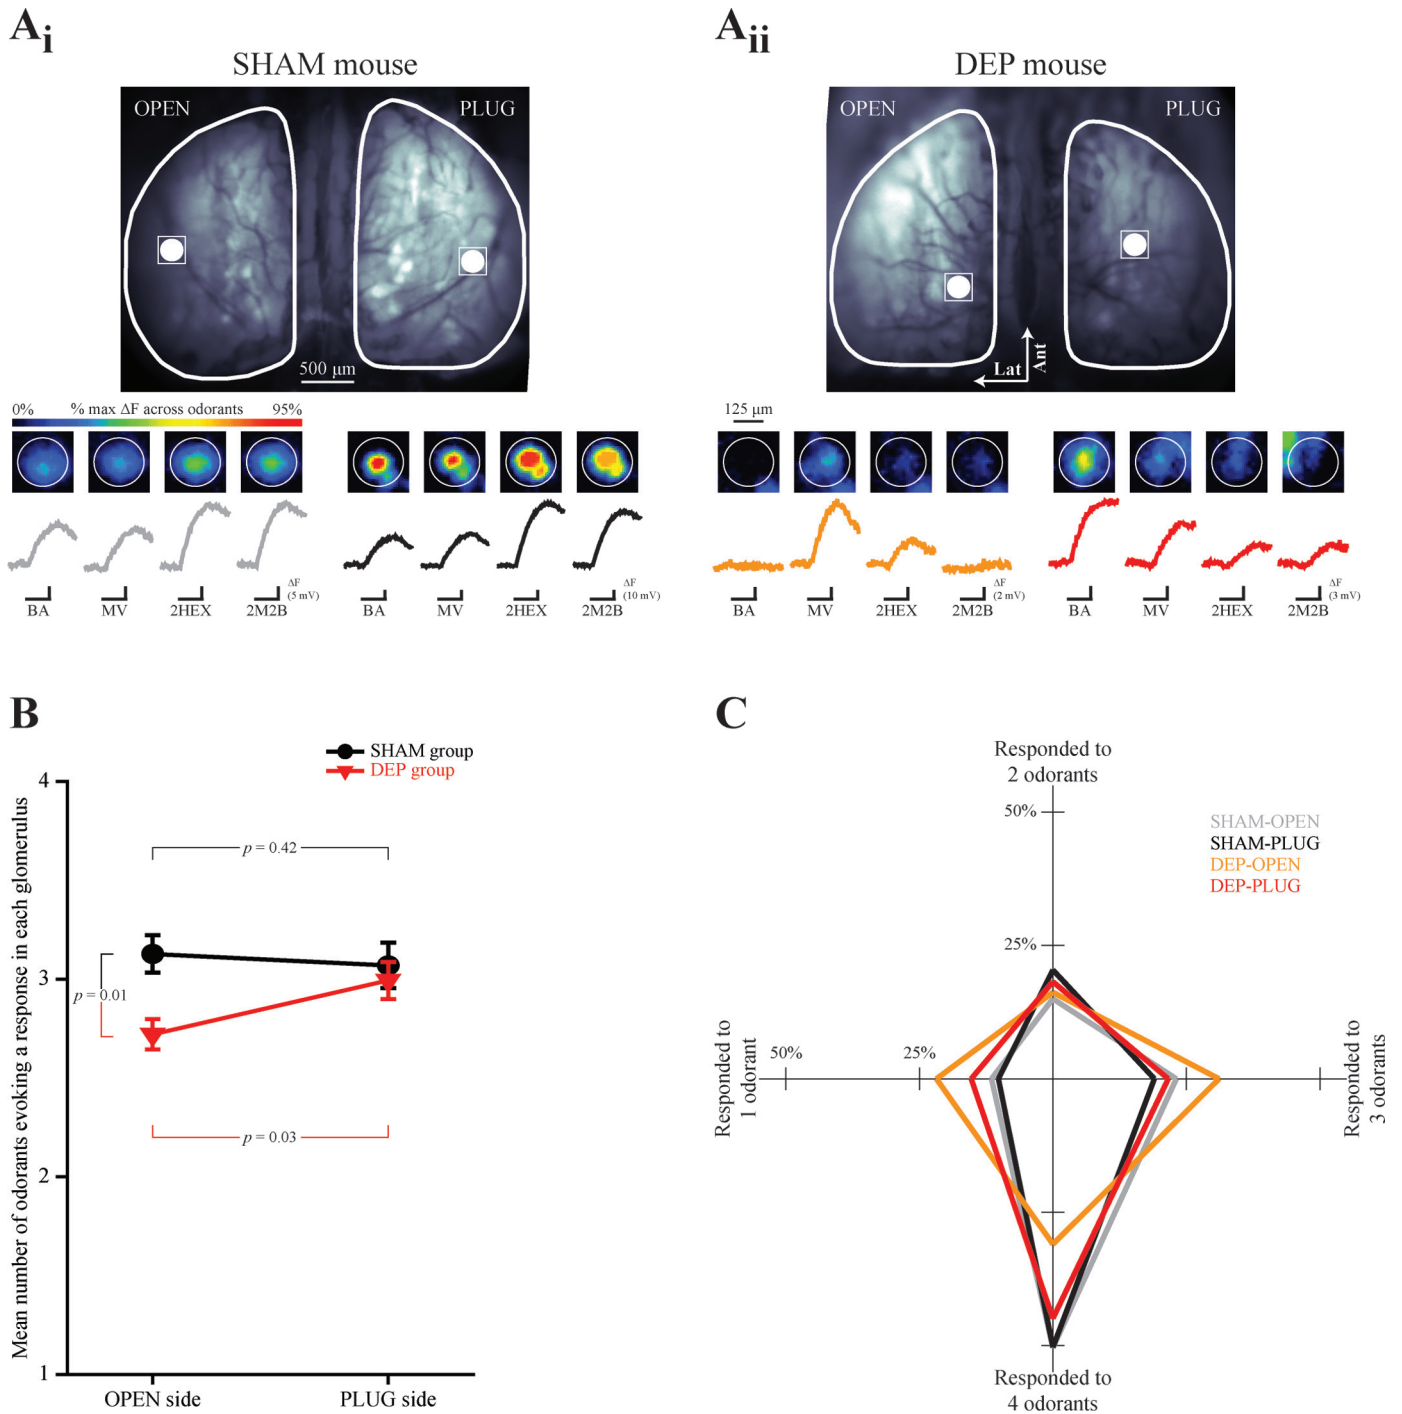 Ai
Aii
SHAM mouse
DEP mouse
OPEN
PLUG
OPEN
PLUG
500 μm
Lat
Ant
0%
% max ΔF across odorants
95%
125 μm
ΔF
(5 mV)
BA
MV
2HEX
2M2B
ΔF
(10 mV)
BA
MV
2HEX
2M2B
ΔF
(2 mV)
BA
MV
2HEX
2M2B
ΔF
(3 mV)
BA
MV
2HEX
2M2B
B
SHAM group
DEP group
Mean number of odorants evoking a response in each glomerulus
4
3
2
1
p = 0.42
p = 0.01
p = 0.03
OPEN side
PLUG side
C
Responded to
2 odorants
50%
25%
SHAM-OPEN
SHAM-PLUG
DEP-OPEN
DEP-PLUG
Responded to
1 odorant
50%
25%
Responded to
3 odorants
Responded to
4 odorants